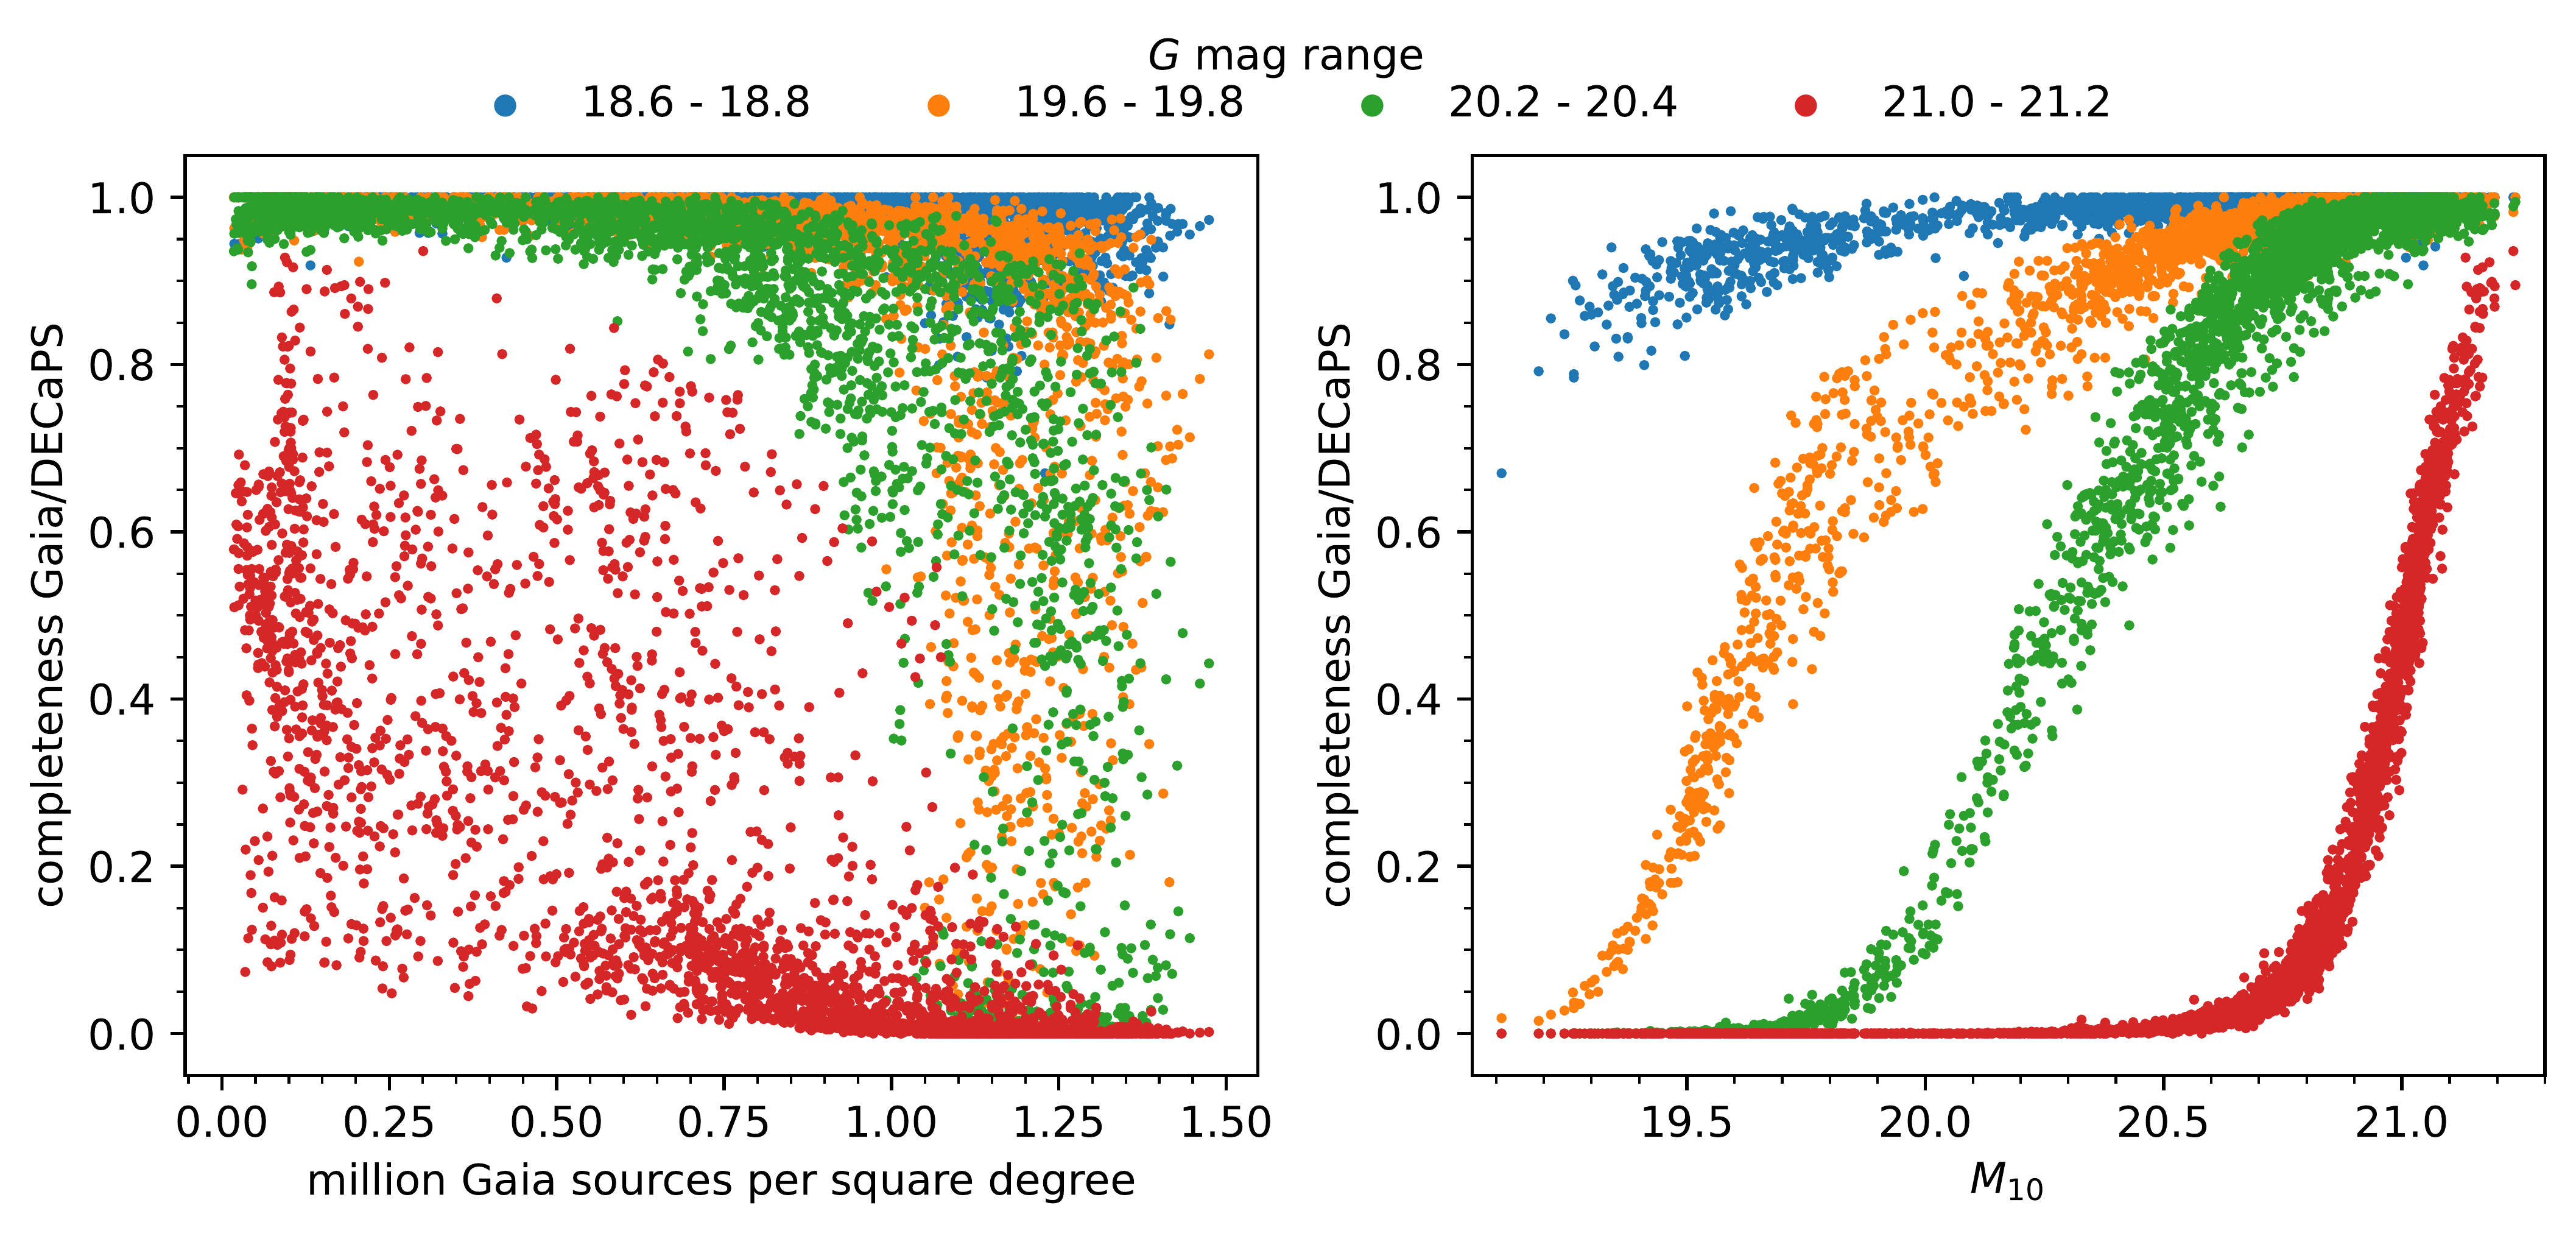 G mag range
18.6 - 18.8 19.6 - 19.8 20.2 - 20.4 21.0 - 21.2
completeness Gaia/DECaPS
1.0
0.8
0.6
0.4
0.2
0.0
0.00 0.25 0.50 0.75 1.00 1.25 1.50
million Gaia sources per square degree
completeness Gaia/DECaPS
1.0
0.8
0.6
0.4
0.2
0.0
19.5 20.0 20.5 21.0
M10